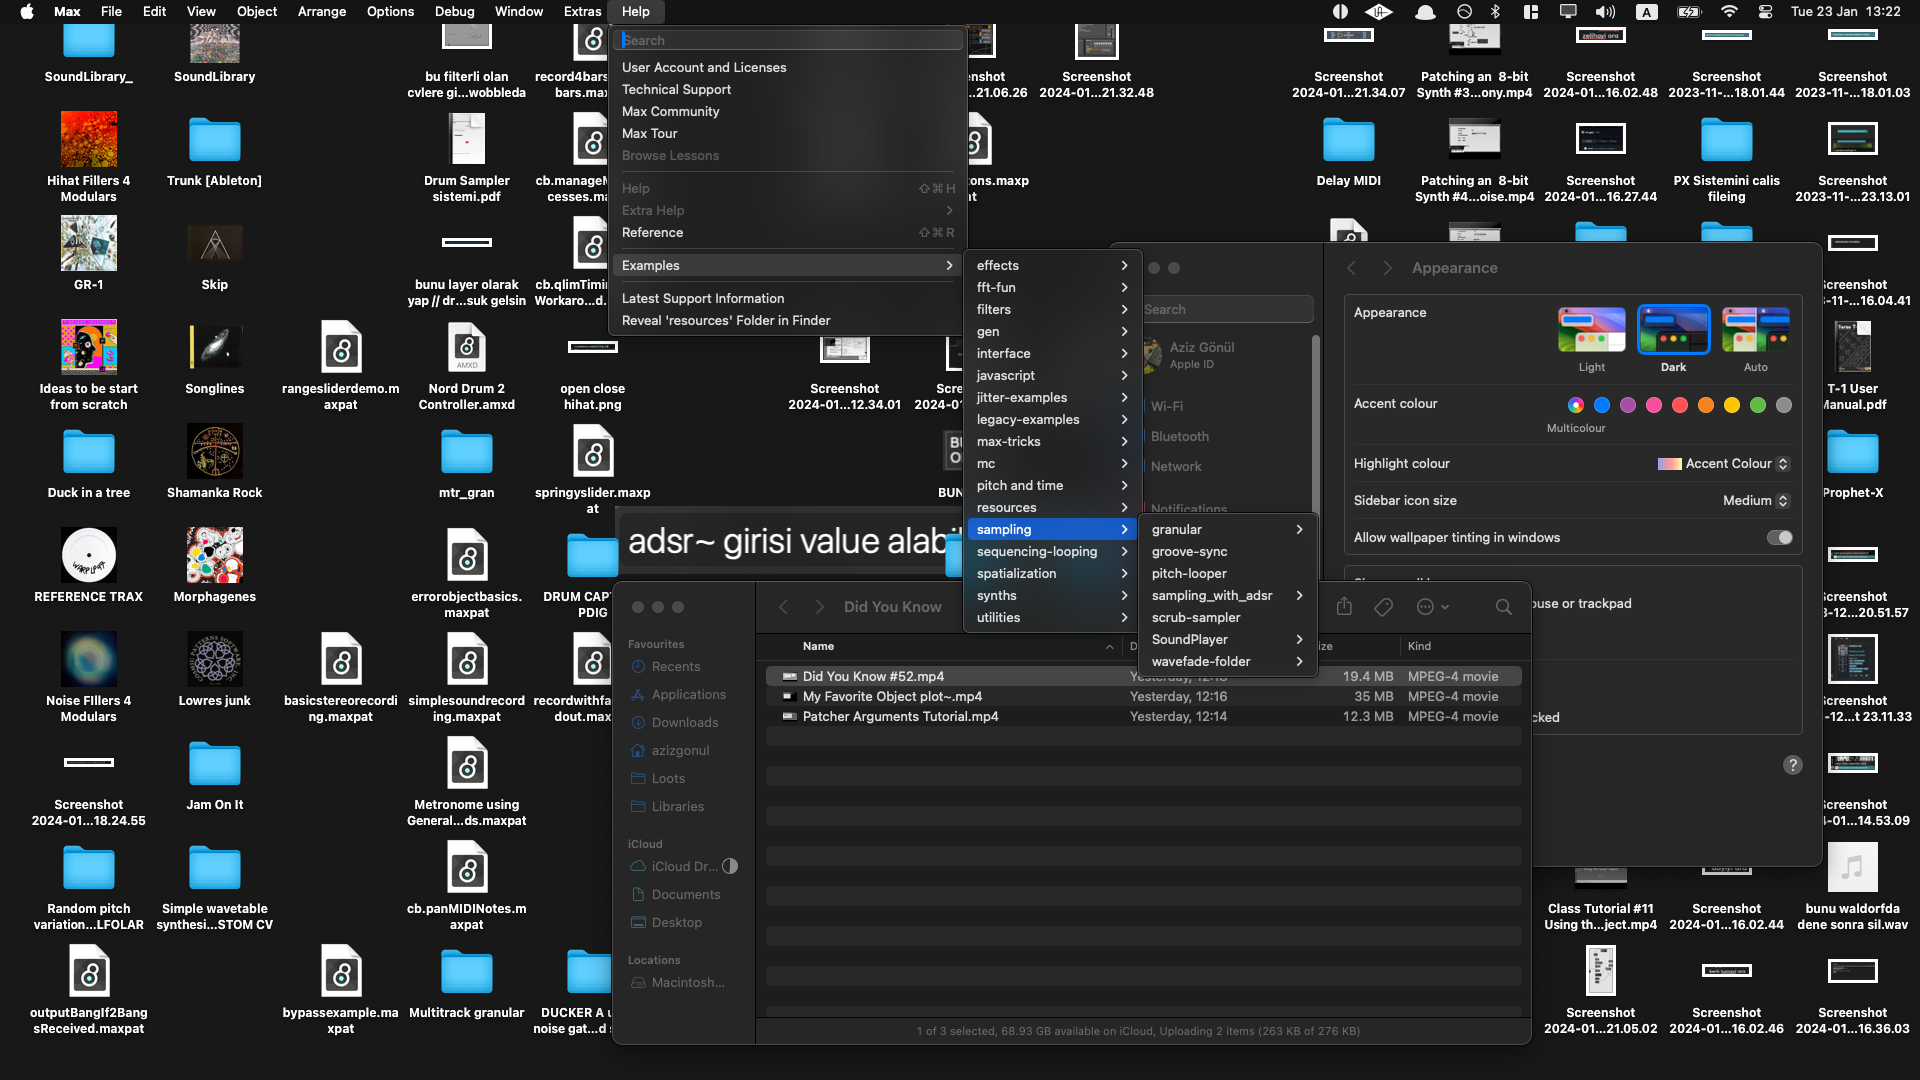 Max File Edit View Object Arrange Options Debug Window Extras Help
A
Tue 23 Jan 13:22
Search
User Account and Licenses
Technical Support
Max Community
Max Tour
Browse Lessons
Help ⇧⌘H
Extra Help
Reference ⇧⌘R
Examples
Latest Support Information
Reveal 'resources' Folder in Finder
effects
fft-fun
filters
gen
interface
javascript
jitter-examples
legacy-examples
max-tricks
mc
pitch and time
resources
sampling
sequencing-looping
spatialization
synths
utilities
granular
groove-sync
pitch-looper
sampling_with_adsr
scrub-sampler
SoundPlayer
wavefade-folder
SoundLibrary_
SoundLibrary
bu filterli olan
cvlere gi...wobbleda
record4bars
bars.maxp
...21.06.26
Screenshot
2024-01...21.32.48
Screenshot
2024-01...21.34.07
Patching an 8-bit
Synth #3...ony.mp4
Screenshot
2024-01...16.02.48
Screenshot
2023-11-...18.01.44
Screenshot
2023-11-...18.01.03
Hihat Fillers 4
Modulars
Trunk [Ableton]
Drum Sampler
sistemi.pdf
cb.manageM
cesses.ma
tons.maxp
at
Delay MIDI
Patching an 8-bit
Synth #4...oise.mp4
Screenshot
2024-01...16.27.44
PX Sistemini calis
fileing
Screenshot
2023-11-...23.13.01
GR-1
Skip
bunu layer olarak
yap // dr...suk gelsin
cb.qlimTimin
Workaro...d.
Screenshot
-11-...16.04.41
Ideas to be start
from scratch
Songlines
rangesliderdemo.m
axpat
Nord Drum 2
Controller.amxd
AMXD
open close
hihat.png
Screenshot
2024-01...12.34.01
Scre
2024-0
T-1 User
Manual.pdf
Duck in a tree
Shamanka Rock
mtr_gran
springyslider.maxp
at
BUN
Prophet-X
adsr~ girisi value alabi
REFERENCE TRAX
Morphagenes
errorobjectbasics.
maxpat
DRUM CAP
PDIG
Screenshot
3-12...20.51.57
Noise FIllers 4
Modulars
Lowres junk
basicstereorecordi
ng.maxpat
simplesoundrecord
ing.maxpat
recordwithfa
dout.max
Screenshot
-12...t 23.11.33
Screenshot
2024-01...18.24.55
Jam On It
Metronome using
General...ds.maxpat
Screenshot
4-01...14.53.09
Random pitch
variation...LFOLAR
Simple wavetable
synthesi...STOM CV
cb.panMIDINotes.m
axpat
Class Tutorial #11
Using th...ject.mp4
Screenshot
2024-01...16.02.44
bunu waldorfda
dene sonra sil.wav
outputBangIf2Bang
sReceived.maxpat
bypassexample.ma
xpat
Multitrack granular
DUCKER A u
noise gat...d s
Screenshot
2024-01...21.05.02
Screenshot
2024-01...16.02.46
Screenshot
2024-01...16.36.03
Search
Aziz Gönül
Apple ID
Wi-Fi
Bluetooth
Network
Notifications
Appearance
Appearance
Light
Dark
Auto
Accent colour
Multicolour
Highlight colour
Accent Colour
Sidebar icon size
Medium
Allow wallpaper tinting in windows
ouse or trackpad
cked
?
Did You Know
Favourites
Recents
Applications
Downloads
azizgonul
Loots
Libraries
iCloud
iCloud Dr...
Documents
Desktop
Locations
Macintosh...
Name
Kind
Did You Know #52.mp4 19.4 MB MPEG-4 movie
My Favorite Object plot~.mp4 Yesterday, 12:16 35 MB MPEG-4 movie
Patcher Arguments Tutorial.mp4 Yesterday, 12:14 12.3 MB MPEG-4 movie
1 of 3 selected, 68.93 GB available on iCloud, Uploading 2 items (263 KB of 276 KB)